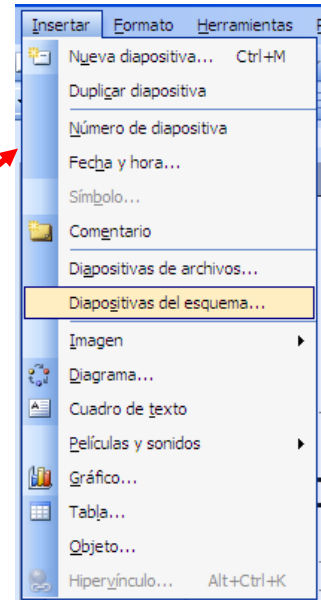 Insertar Formato Herramientas
Nueva diapositiva... Ctrl+M
Duplicar diapositiva
Número de diapositiva
Fecha y hora...
Símbolo...
Comentario
Diapositivas de archivos...
Diapositivas del esquema...
Imagen
Diagrama...
Cuadro de texto
Películas y sonidos
Gráfico...
Tabla...
Objeto...
Hipervínculo... Alt+Ctrl+K